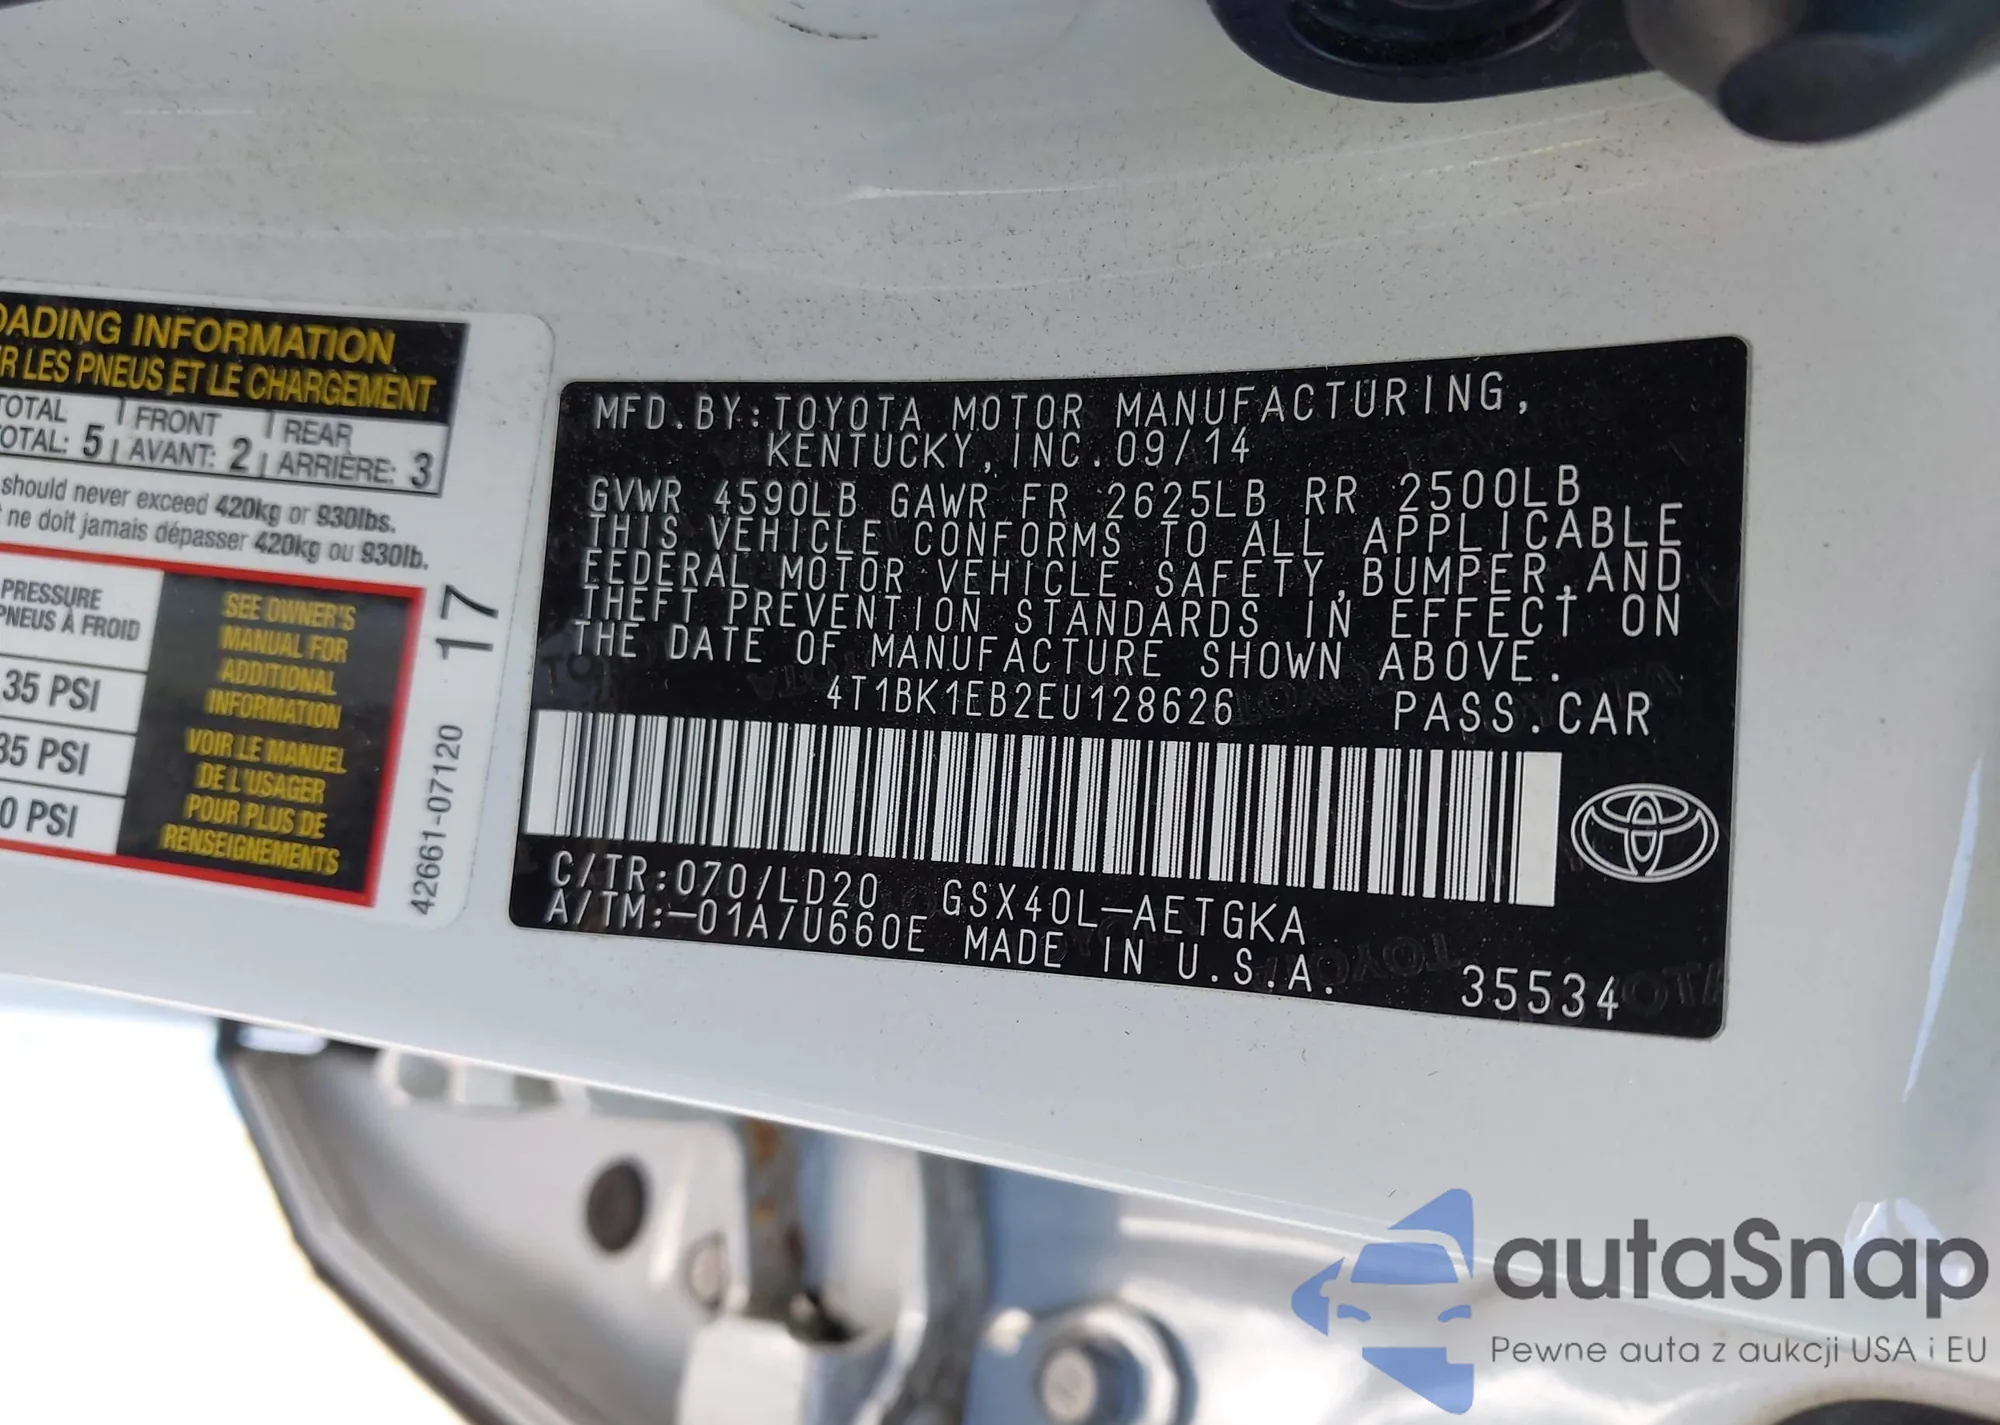 OADING INFORMATION
R LES PNEUS ET LE CHARGEMENT
TOTAL FRONT REAR
OTAL: 5 AVANT: 2 ARRIÈRE: 3
should never exceed 420kg or 930lbs.
ne doit jamais dépasser 420kg ou 930lb.
PRESSURE
PNEUS À FROID
35 PSI
35 PSI
0 PSI
SEE OWNER'S
MANUAL FOR
ADDITIONAL
INFORMATION
VOIR LE MANUEL
DE L'USAGER
POUR PLUS DE
RENSEIGNEMENTS
42661-07120 17
MFD.BY:TOYOTA MOTOR MANUFACTURING,
KENTUCKY,INC.09/14
GVWR 4590LB GAWR FR 2625LB RR 2500LB
THIS VEHICLE CONFORMS TO ALL APPLICABLE
FEDERAL MOTOR VEHICLE SAFETY,BUMPER,AND
THEFT PREVENTION STANDARDS IN EFFECT ON
THE DATE OF MANUFACTURE SHOWN ABOVE.
4T1BK1EB2EU128626 PASS.CAR
C/TR:070/LD20 GSX40L-AETGKA
A/TM:-01A/U660E MADE IN U.S.A. 35534
autaSnap
Pewne auta z aukcji USA i EU